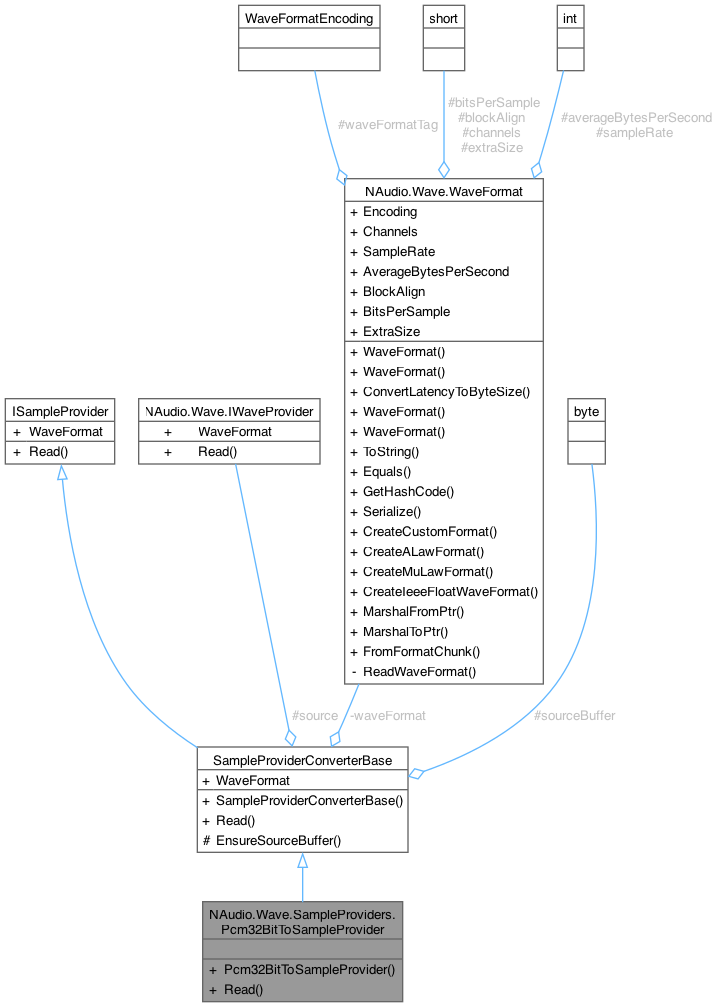 WaveFormatEncoding
short
int
#waveFormatTag
#bitsPerSample
#blockAlign
#channels
#extraSize
#averageBytesPerSecond
#sampleRate
NAudio.Wave.WaveFormat
+ Encoding
+ Channels
+ SampleRate
+ AverageBytesPerSecond
+ BlockAlign
+ BitsPerSample
+ ExtraSize
+ WaveFormat()
+ WaveFormat()
+ ConvertLatencyToByteSize()
+ WaveFormat()
+ WaveFormat()
+ ToString()
+ Equals()
+ GetHashCode()
+ Serialize()
+ CreateCustomFormat()
+ CreateALawFormat()
+ CreateMuLawFormat()
+ CreateIeeeFloatWaveFormat()
+ MarshalFromPtr()
+ MarshalToPtr()
+ FromFormatChunk()
- ReadWaveFormat()
ISampleProvider
+ WaveFormat
+ Read()
NAudio.Wave.IWaveProvider
+ WaveFormat
+ Read()
byte
#source
-waveFormat
#sourceBuffer
SampleProviderConverterBase
+ WaveFormat
+ SampleProviderConverterBase()
+ Read()
# EnsureSourceBuffer()
NAudio.Wave.SampleProviders.
Pcm32BitToSampleProvider
+ Pcm32BitToSampleProvider()
+ Read()